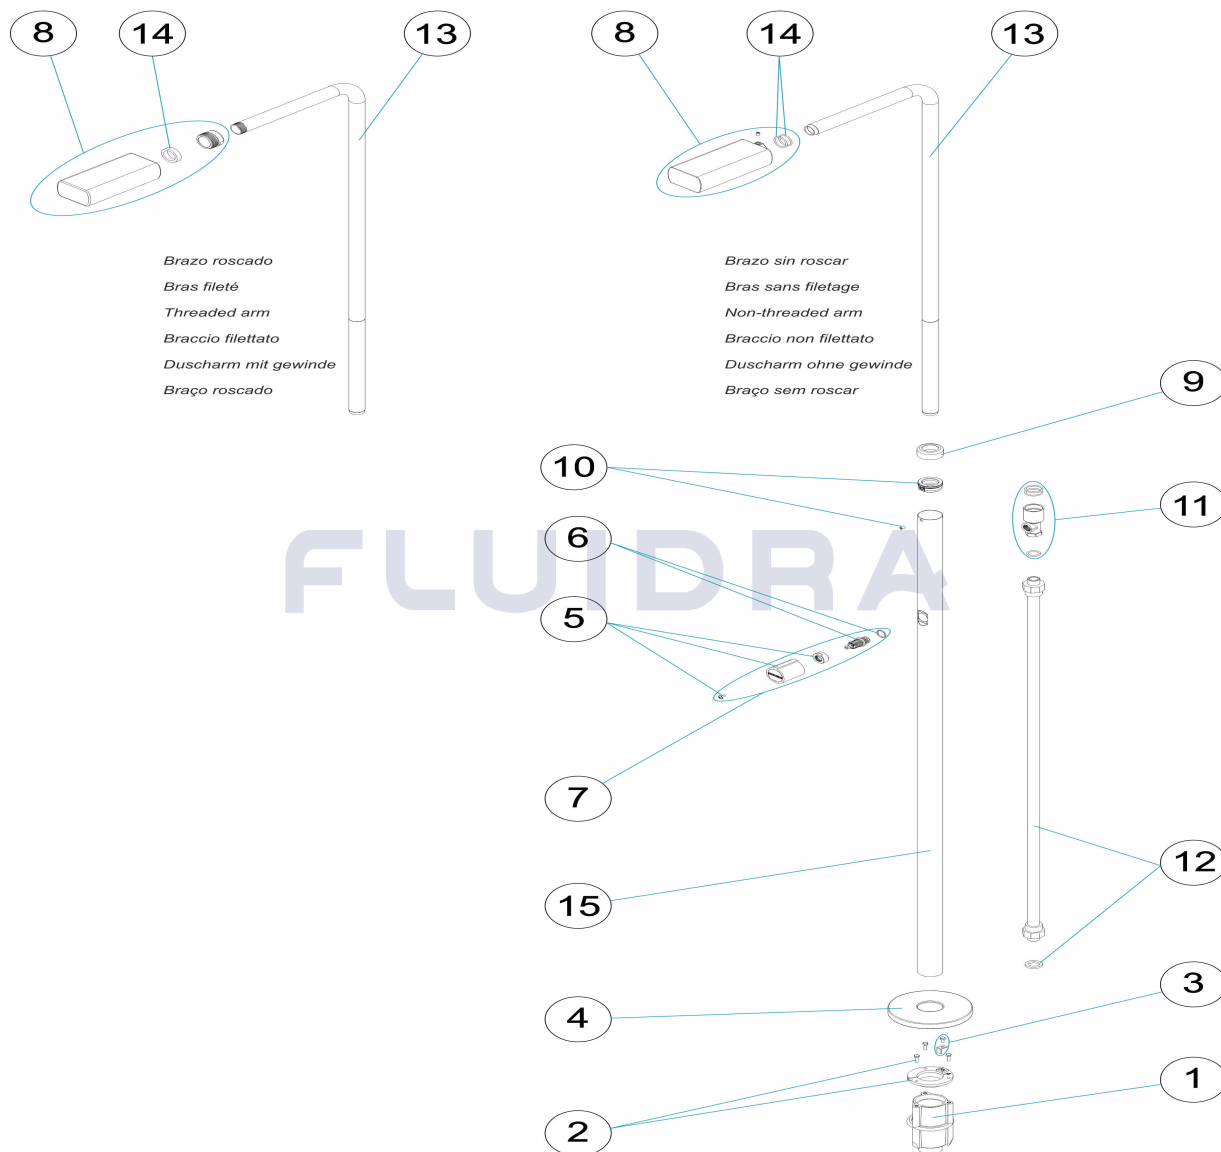 8 14 13 8 14 13
Brazo roscado
Bras fileté
Threaded arm
Braccio filettato
Duscharm mit gewinde
Braço roscado
Brazo sin roscar
Bras sans filetage
Non-threaded arm
Braccio non filettato
Duscharm ohne gewinde
Braço sem roscar
9
10
11
6
FLUIDRA
5
7
12
15
3
4
1
2